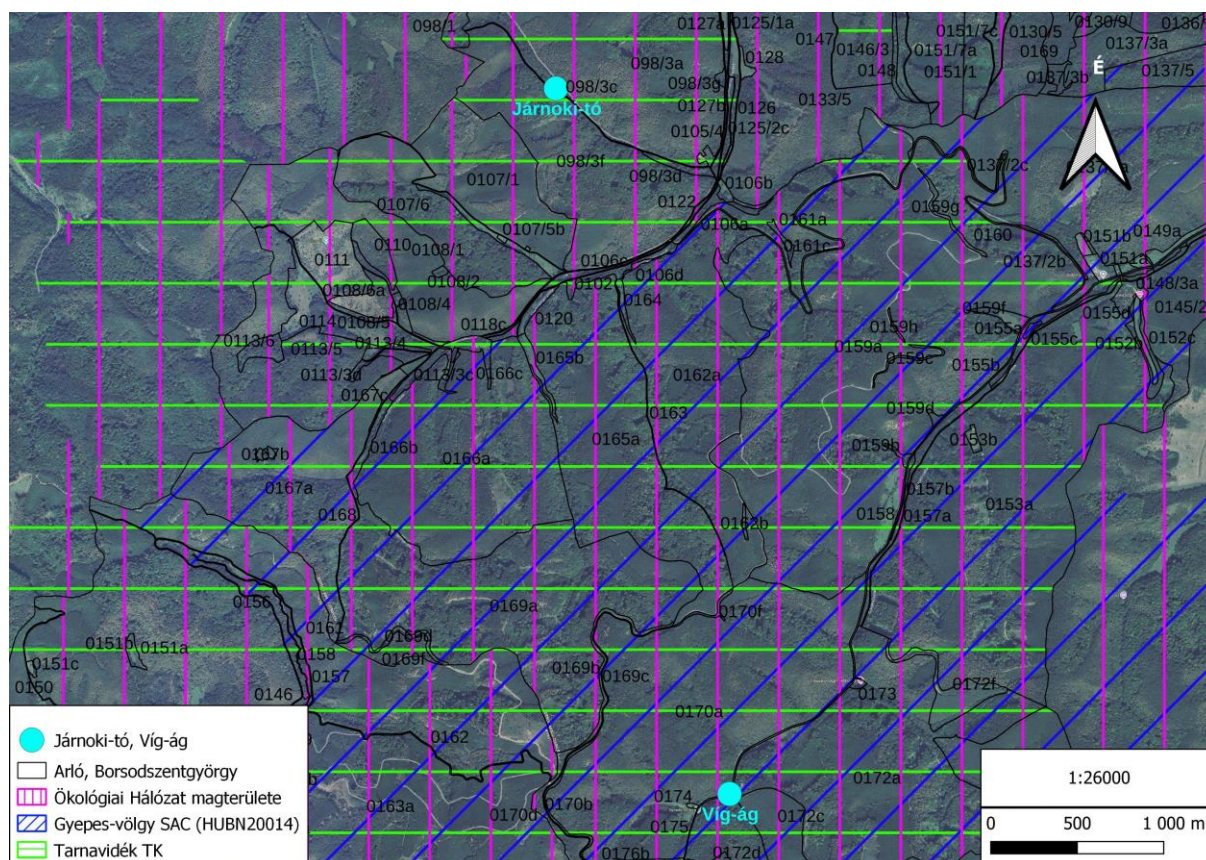 098/1
0127a
0125/1a
0147
0151/7c
0130/5
0130/9
098/3a
0128
0146/3
0151/7a
0169
0137/3a
098/3c
098/3g
0148
0151/1
0137/3b
É
0137/5
Járnoki-tó
0127b
0126
0133/5
0105/4
0125/2c
098/3f
0107/1
098/3d
0106b
0137/2c
0107/6
0122
0159g
0107/5b
0106a
0161a
0160
0151b
0149a
0110
0108/1
0161c
0111
0106c
0106d
0137/2b
0151a
0108/6a
0108/2
0102
0148/3a
0108/4
0164
0114
0108/5
0118c
0120
0159f
0155d
0145/2
0113/6
0113/5
0113/4
0165b
0159h
0155a
0155c
0152b
0152c
0113/3d
0113/3c
0166c
0159a
0159c
0155b
0167c
0162a
0163
0159d
0165a
0159b
0153b
0167b
0166b
0166a
0167a
0157b
0168
0162b
0158
0157a
0153a
0156
0169a
0170f
0161
0169d
0151b
0151a
0158
0169f
0151c
0169b
0169c
0150
0157
0146
0173
0172f
0170a
0162
Járnoki-tó, Víg-ág
Arló, Borsodszentgyörgy
Ökológiai Hálózat magterülete
Gyepes-völgy SAC (HUBN20014)
Tarnavidék TK
0163a
0170d
0170b
0174
0175
Víg-ág
0172a
0172c
0176b
0172d
1:26000
0 500 1 000 m